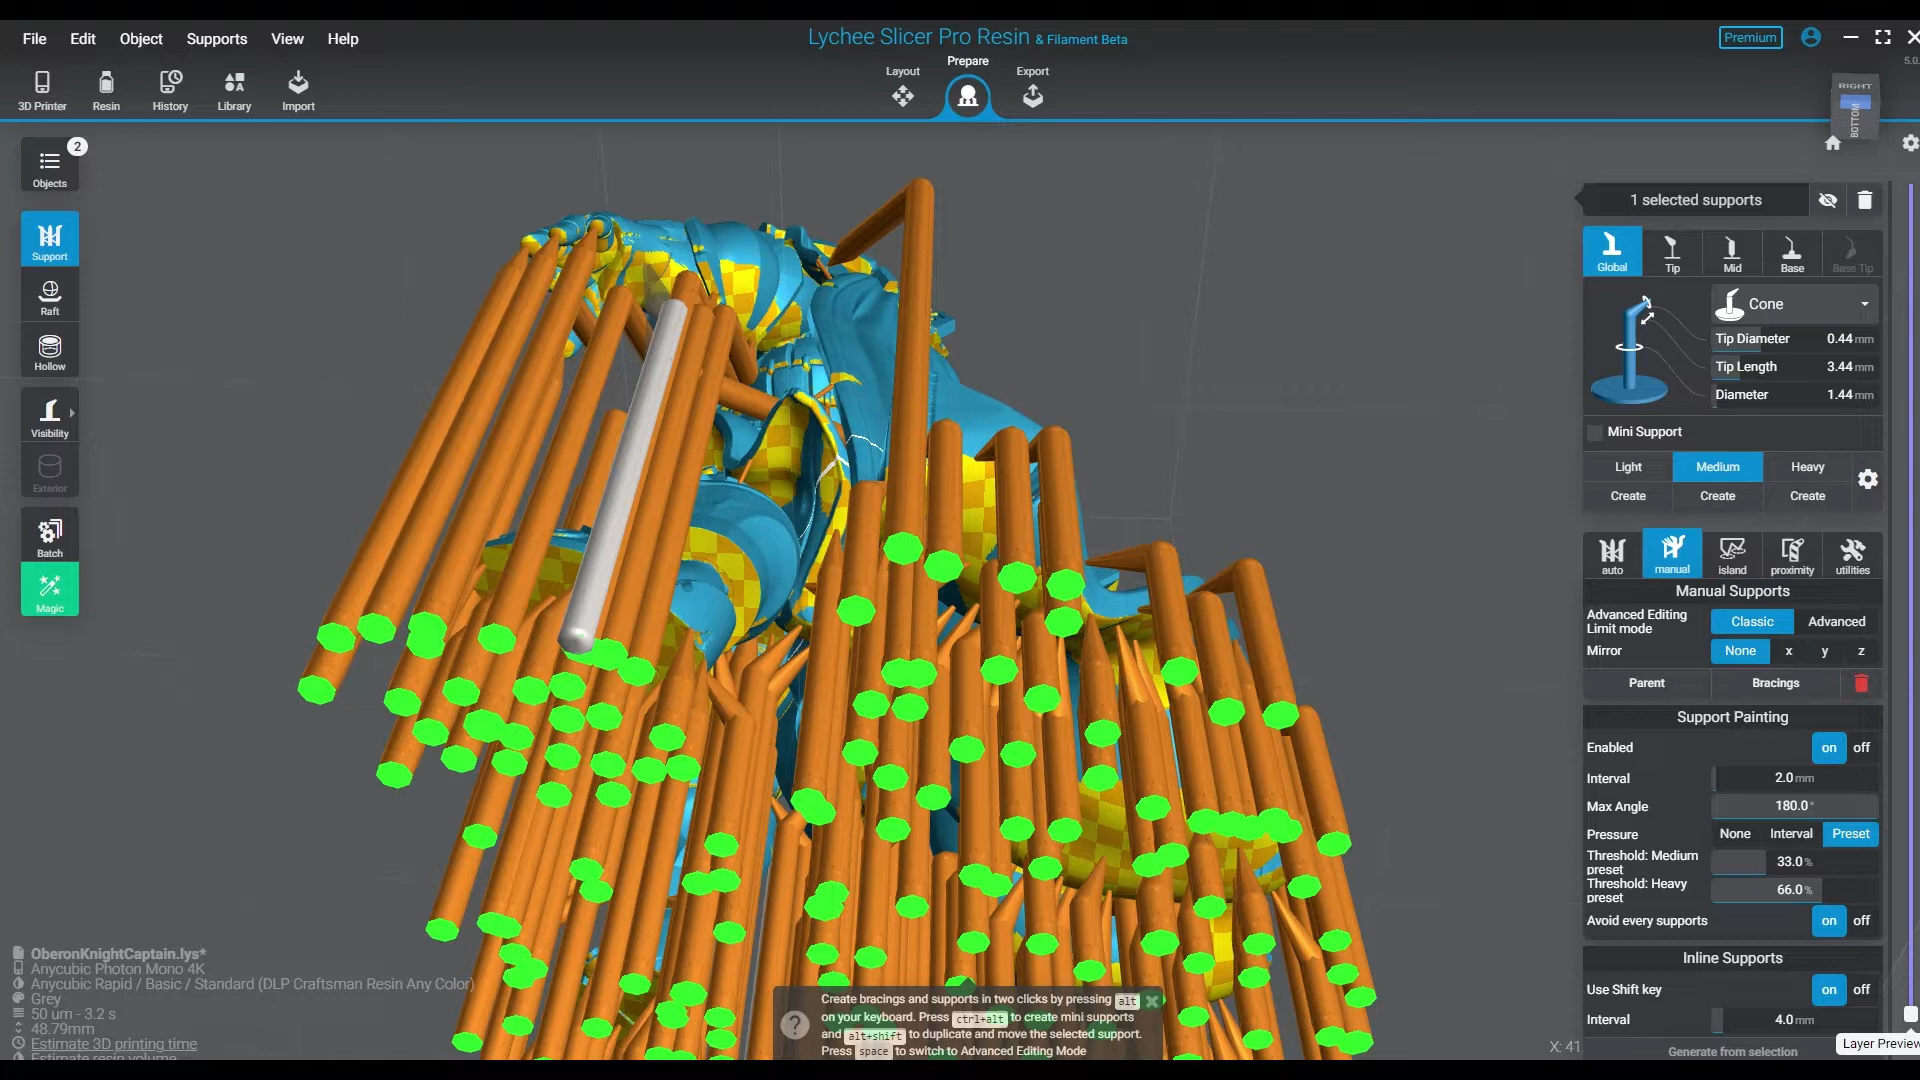 File Edit Object Supports View Help
Lychee Slicer Pro Resin & Filament Beta
Premium
5.0.
3D Printer Resin History Library Import
Layout Prepare Export
RIGHT
BOTTOM
2
Objects
Support
Raft
Hollow
Visibility
Exterior
Batch
Magic
1 selected supports
Global Tip Mid Base Base Tip
Cone
Tip Diameter 0.44 mm
Tip Length 3.44 mm
Diameter 1.44 mm
Mini Support
Light Medium Heavy
Create Create Create
auto manual island proximity utilities
Manual Supports
Advanced Editing
Limit mode
Classic Advanced
Mirror None x y z
Parent Bracings
Support Painting
Enabled on off
Interval 2.0 mm
Max Angle 180.0 °
Pressure None Interval Preset
Threshold: Medium
preset
33.0 %
Threshold: Heavy
preset
66.0 %
Avoid every supports on off
Inline Supports
Use Shift key on off
Interval 4.0 mm
Generate from selection
Layer Preview
X: 41
OberonKnightCaptain.lys*
Anycubic Photon Mono 4K
Anycubic Rapid / Basic / Standard (DLP Craftsman Resin Any Color)
Grey
50 um - 3.2 s
48.79mm
Estimate 3D printing time
Estimate resin volume
?
Create bracings and supports in two clicks by pressing alt
on your keyboard. Press ctrl+alt to create mini supports
and alt+shift to duplicate and move the selected support.
Press space to switch to Advanced Editing Mode